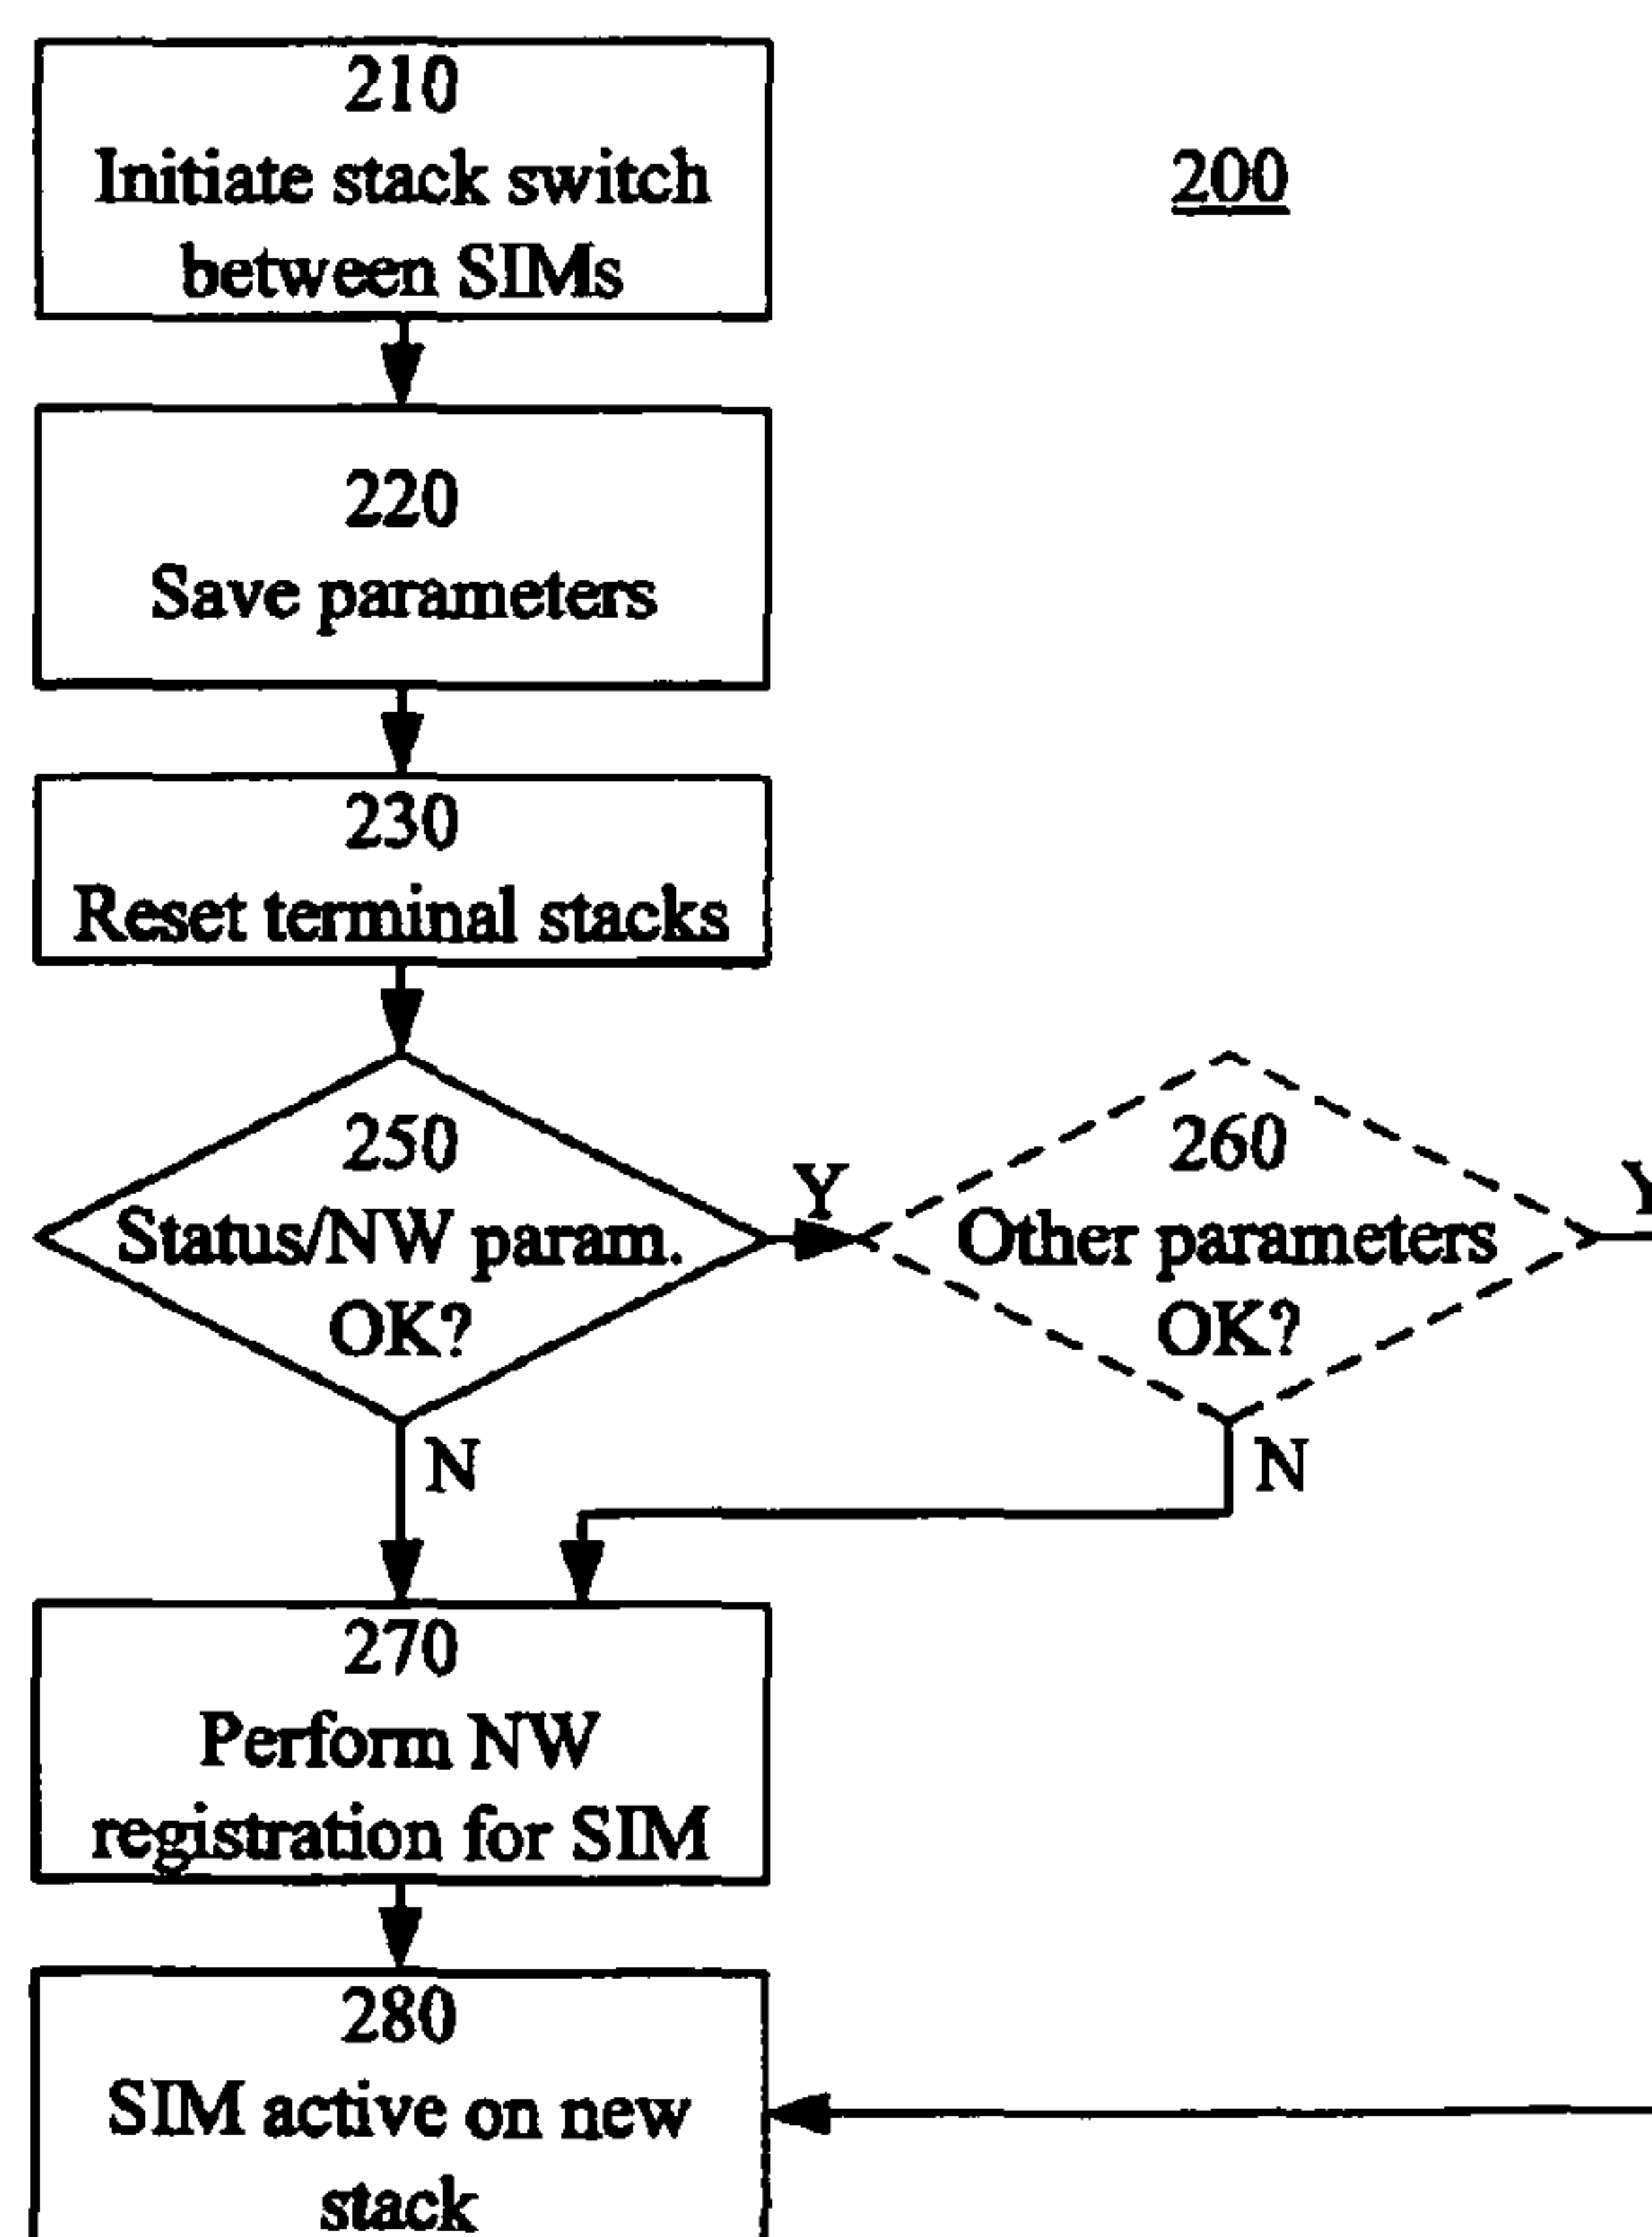 210
Initiate stack switch
between SIMs
200
220
Save parameters
230
Reset terminal stacks
250
Status/NW param.
OK?
Y
260
Other parameters
OK?
Y
N
N
270
Perform NW
registration for SIM
280
SIM active on new
stack